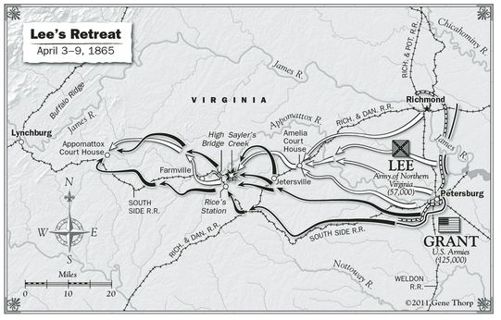 Lee's Retreat
April 3–9, 1865
Buffalo Ridge
James R.
James R.
Chicahominy R.
RICH. & POT. R.R.
VIRGINIA
Appomattox R.
RICH. & DAN. R.R.
Richmond
James R.
Lynchburg
Appomattox
Court House
High
Bridge
Sayler's
Creek
Amelia
Court
House
LEE
Army of Northern
Virginia
(57,000)
Farmville
Jetersville
Petersburg
Rice's
Station
SOUTH
SIDE R.R.
RICH. & DAN. R.R.
SOUTH SIDE R.R.
GRANT
U.S. Armies
(125,000)
N
W
E
S
Miles
0 10 20
Nottoway R.
WELDON
R.R.
©2011 Gene Thorp